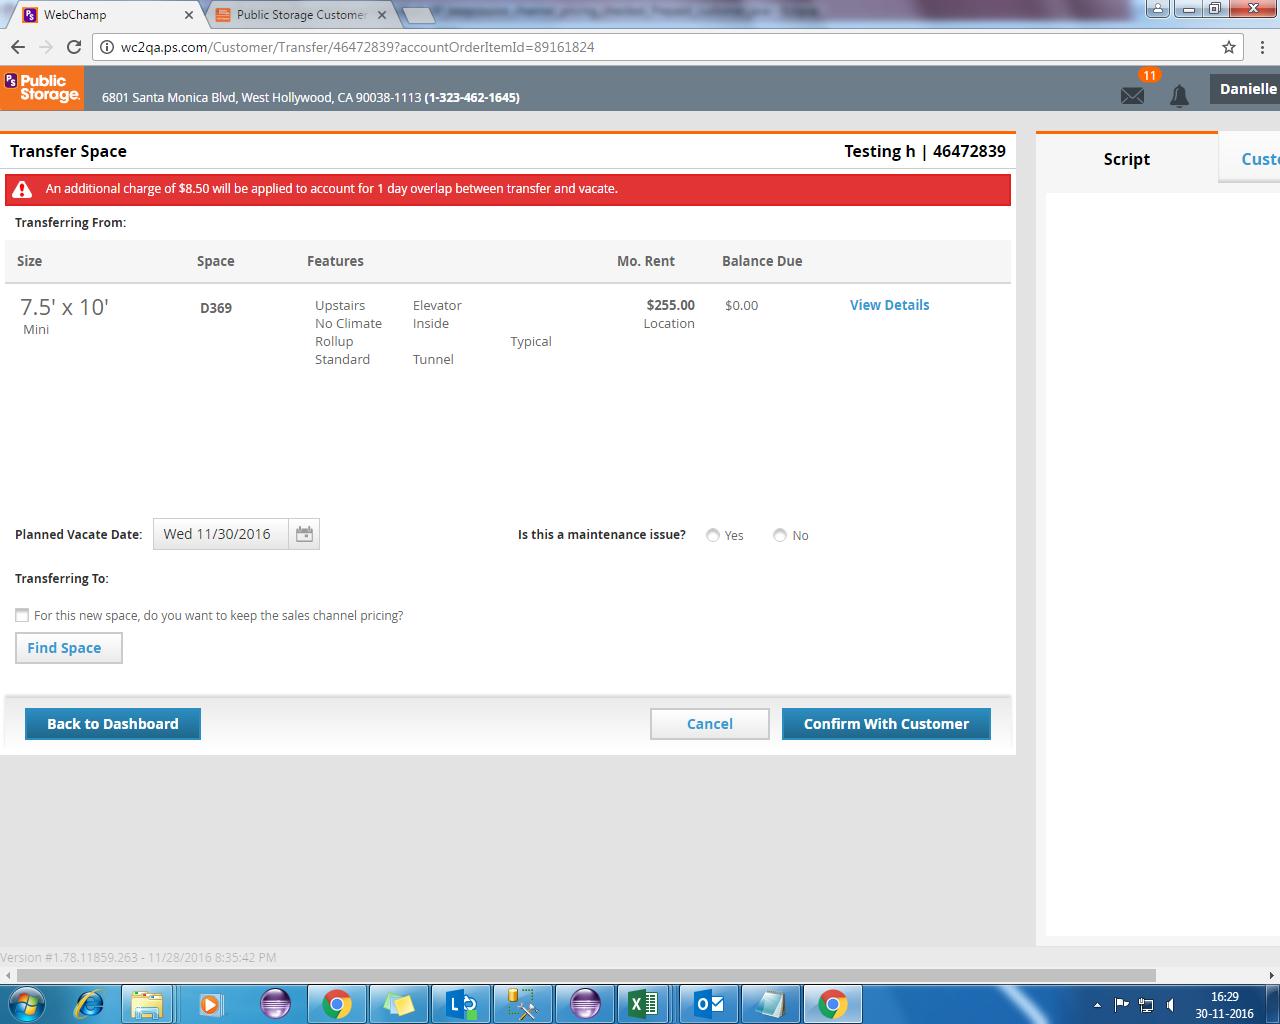 WebChamp
Public Storage Customer
wc2qa.ps.com/Customer/Transfer/46472839?accountOrderItemId=89161824
PS Public Storage.
6801 Santa Monica Blvd, West Hollywood, CA 90038-1113 (1-323-462-1645)
11
Danielle
Transfer Space
Testing h | 46472839
Script
Custo
An additional charge of $8.50 will be applied to account for 1 day overlap between transfer and vacate.
Transferring From:
Size Space Features Mo. Rent Balance Due
7.5' x 10' D369 Upstairs Elevator $255.00 $0.00 View Details
Mini No Climate Inside Location
Rollup Typical
Standard Tunnel
Planned Vacate Date: Wed 11/30/2016 Is this a maintenance issue? Yes No
Transferring To:
For this new space, do you want to keep the sales channel pricing?
Find Space
Back to Dashboard Cancel Confirm With Customer
Version #1.78.11859.263 - 11/28/2016 8:35:42 PM
16:29
30-11-2016